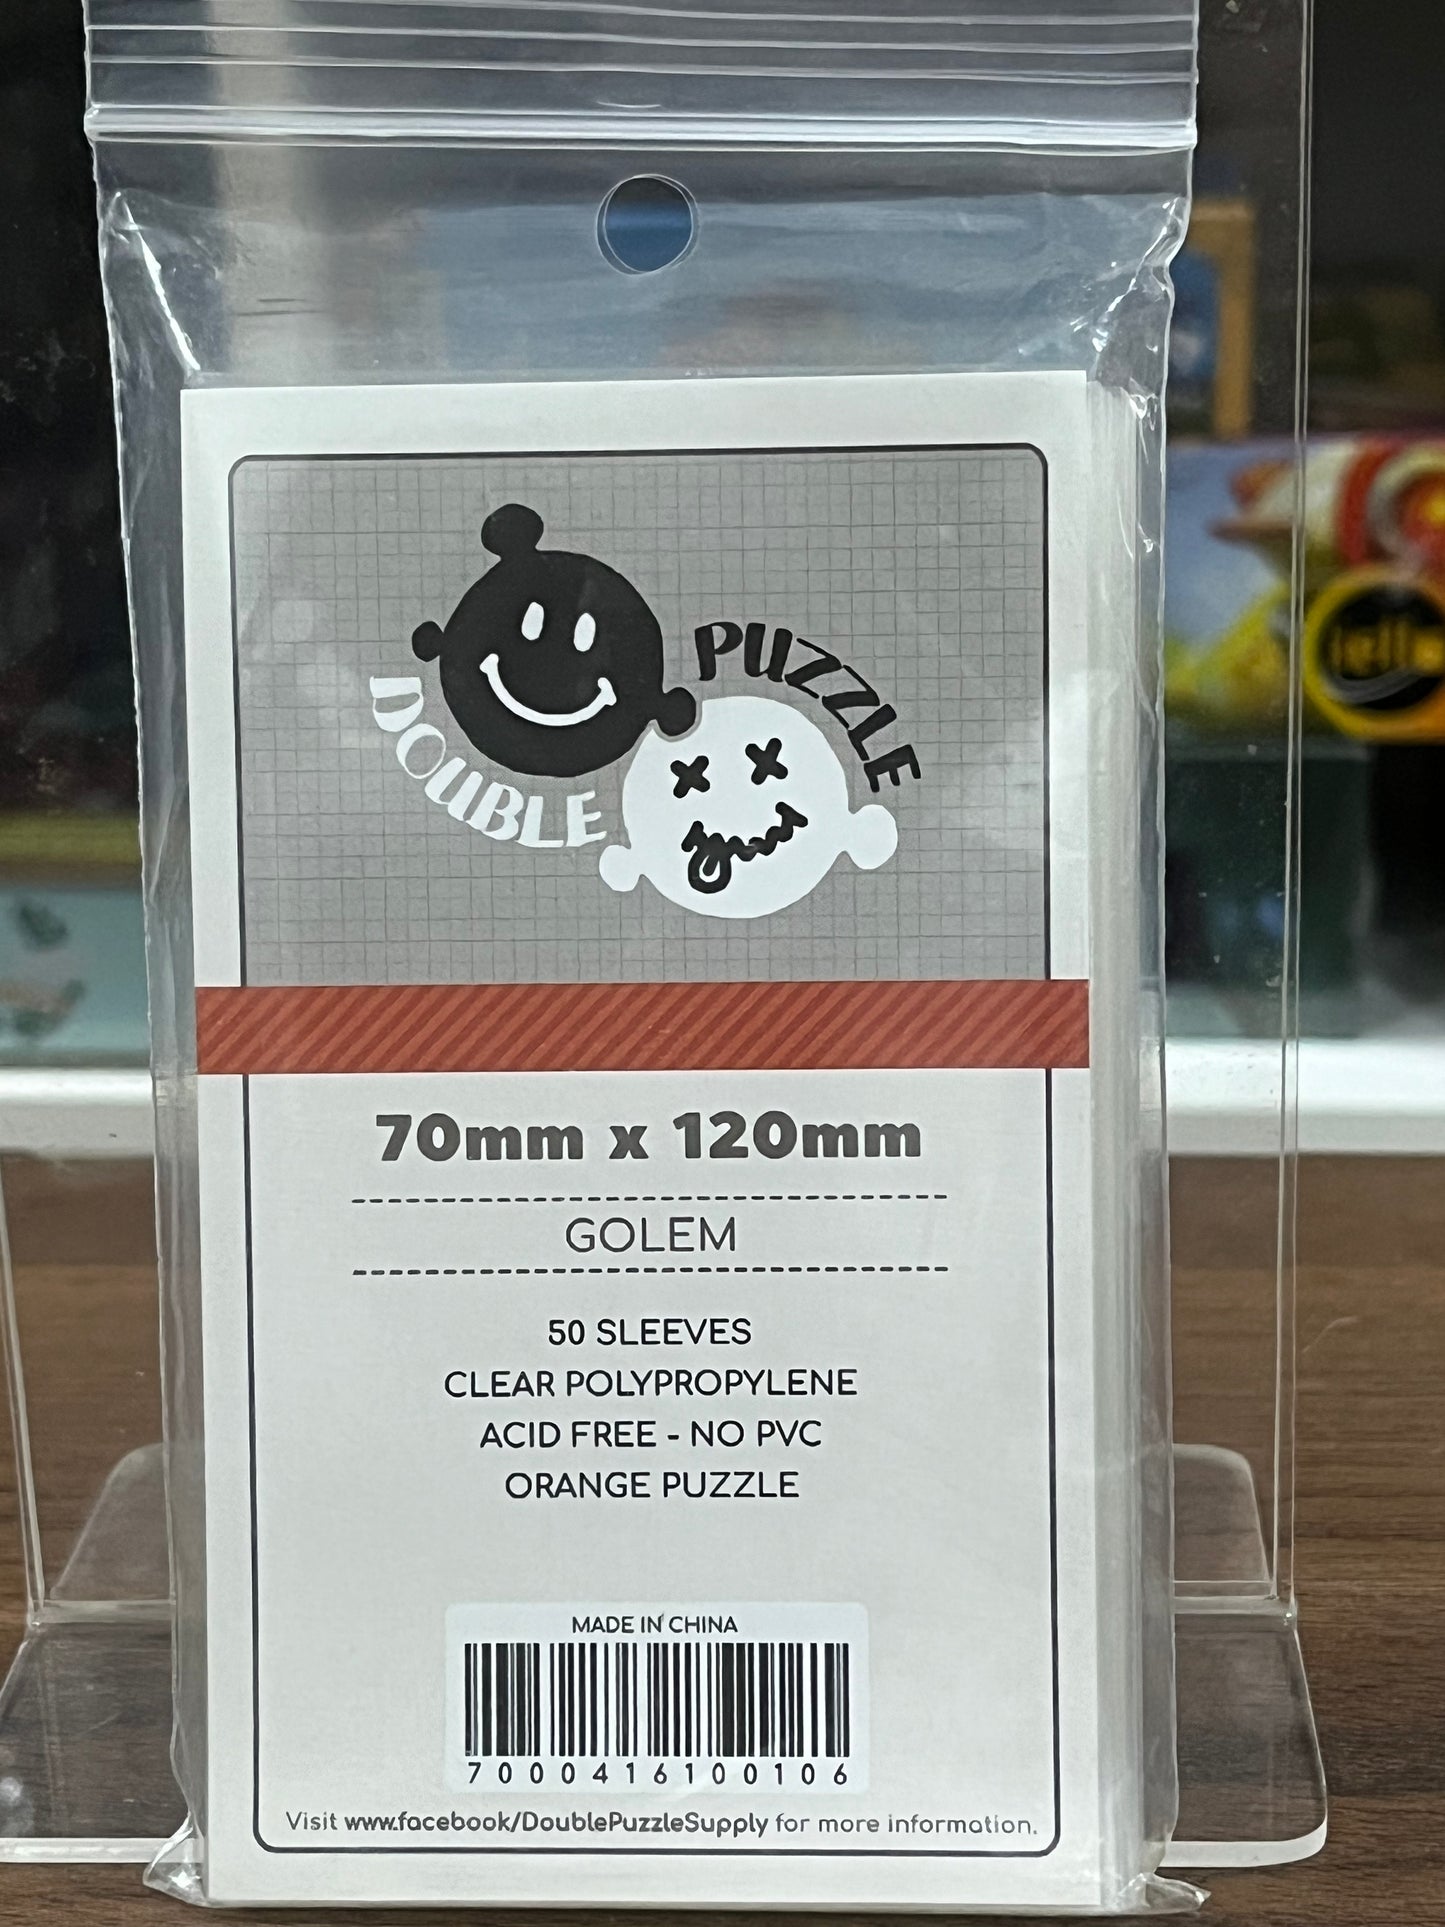 DOUBLE
PUZZLE
70mm x 120mm
GOLEM
50 SLEEVES
CLEAR POLYPROPYLENE
ACID FREE - NO PVC
ORANGE PUZZLE
MADE IN CHINA
7000416100106
Visit www.facebook/DoublePuzzleSupply for more information.
iello